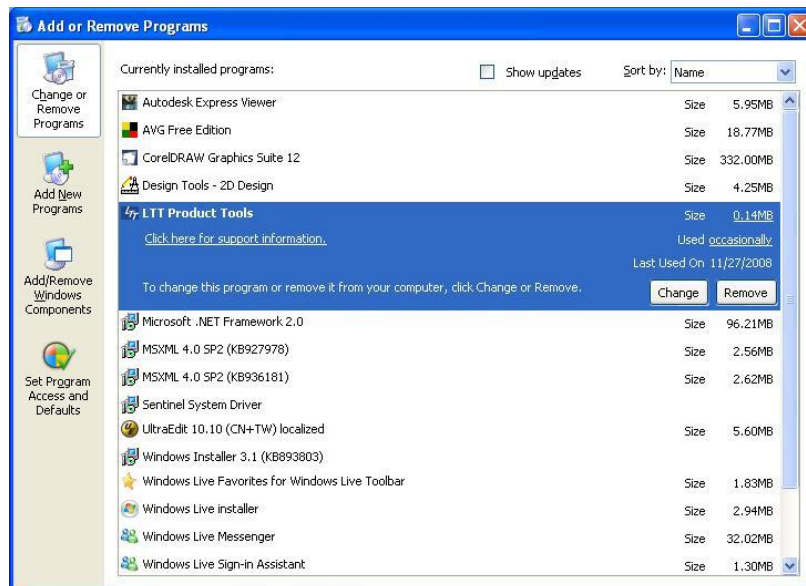 Add or Remove Programs
Change or
Remove
Programs
Add New
Programs
Add/Remove
Windows
Components
Set Program
Access and
Defaults
Currently installed programs: Show updates Sort by: Name
Autodesk Express Viewer Size 5.95MB
AVG Free Edition Size 18.77MB
CorelDRAW Graphics Suite 12 Size 332.00MB
Design Tools - 2D Design Size 4.25MB
LTT Product Tools Size 0.14MB
Click here for support information. Used occasionally
Last Used On 11/27/2008
To change this program or remove it from your computer, click Change or Remove. Change Remove
Microsoft .NET Framework 2.0 Size 96.21MB
MSXML 4.0 SP2 (KB927978) Size 2.56MB
MSXML 4.0 SP2 (KB936181) Size 2.62MB
Sentinel System Driver
UltraEdit 10.10 (CN+TW) localized Size 5.60MB
Windows Installer 3.1 (KB893803)
Windows Live Favorites for Windows Live Toolbar Size 1.83MB
Windows Live installer Size 2.94MB
Windows Live Messenger Size 32.02MB
Windows Live Sign-in Assistant Size 1.30MB